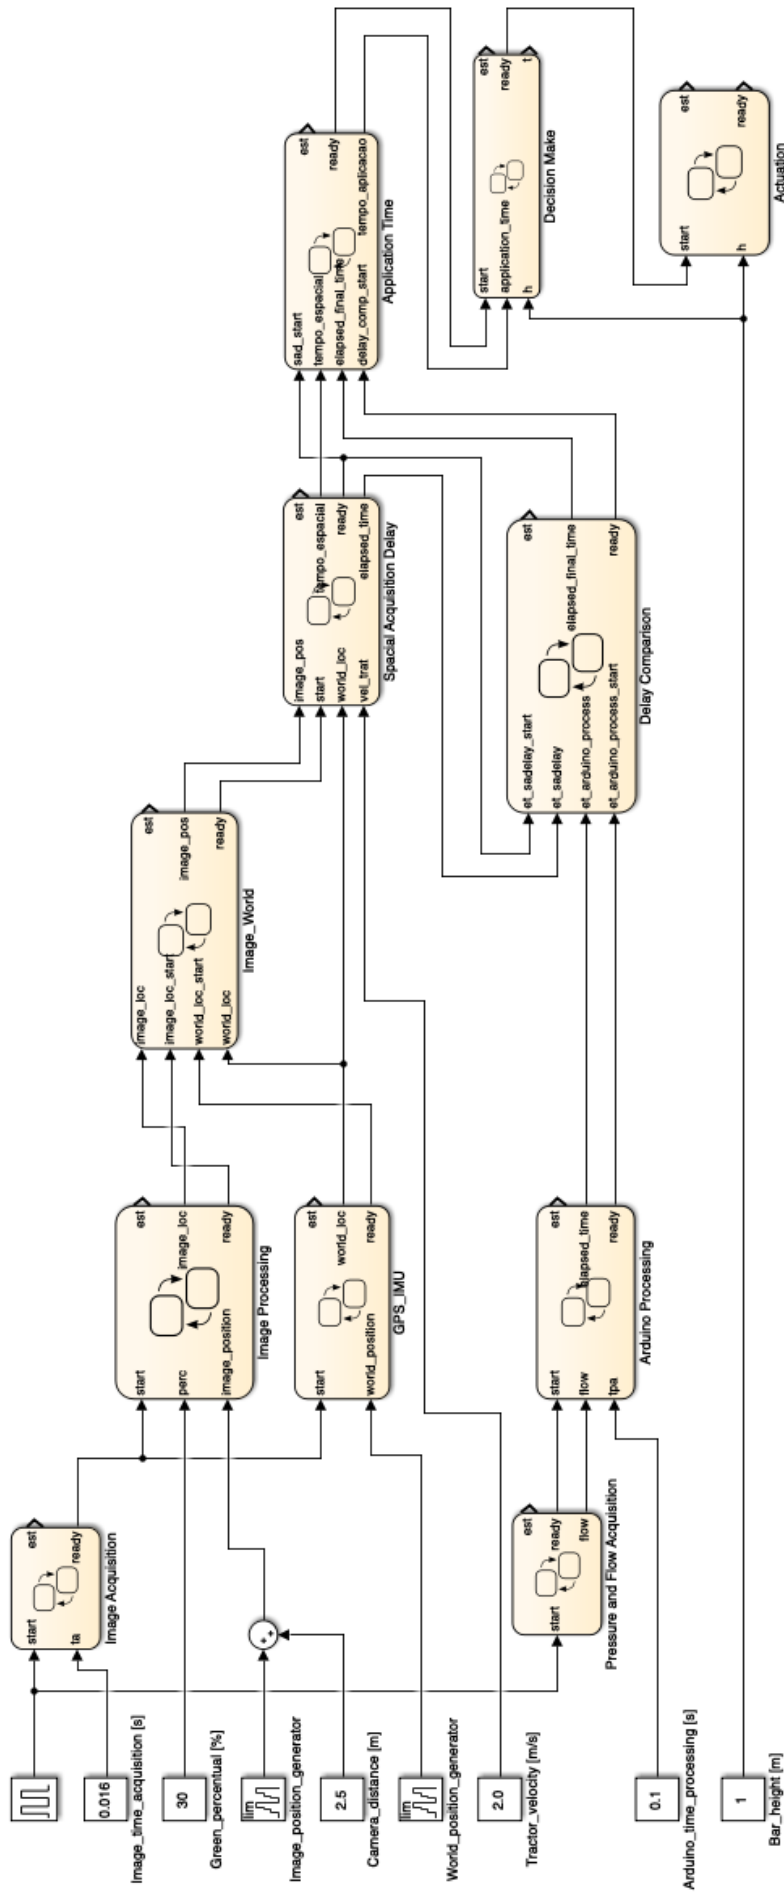 0.016
Image_time_acquisition [s]
30
Green_percentual [%]
lim
Image_position_generator
2.5
Camera_distance [m]
lim
World_position_generator
2.0
Tractor_velocity [m/s]
0.1
Arduino_time_processing [s]
1
Bar_height [m]
start
ta
est
ready
Image Acquisition
+
+
start
est
ready
flow
Pressure and Flow Acquisition
start
perc
image_position
est
image_loc
ready
Image Processing
start
world_position
est
world_loc
ready
GPS_IMU
start
flow
tpa
est
elapsed_time
ready
Arduino Processing
image_loc
image_loc_start
world_loc_start
world_loc
est
image_pos
ready
Image_World
image_pos
start
world_loc
vel_trat
est
tempo_espacial
ready
elapsed_time
Spacial Acquisition Delay
et_sadelay_start
et_sadelay
et_arduino_process
et_arduino_process_start
est
elapsed_final_time
ready
Delay Comparison
sad_start
tempo_espacial
elapsed_final_time
delay_comp_start
est
ready
tempo_aplicacao
Application Time
start
application_time
h
est
ready
t
Decision Make
start
h
est
ready
Actuation